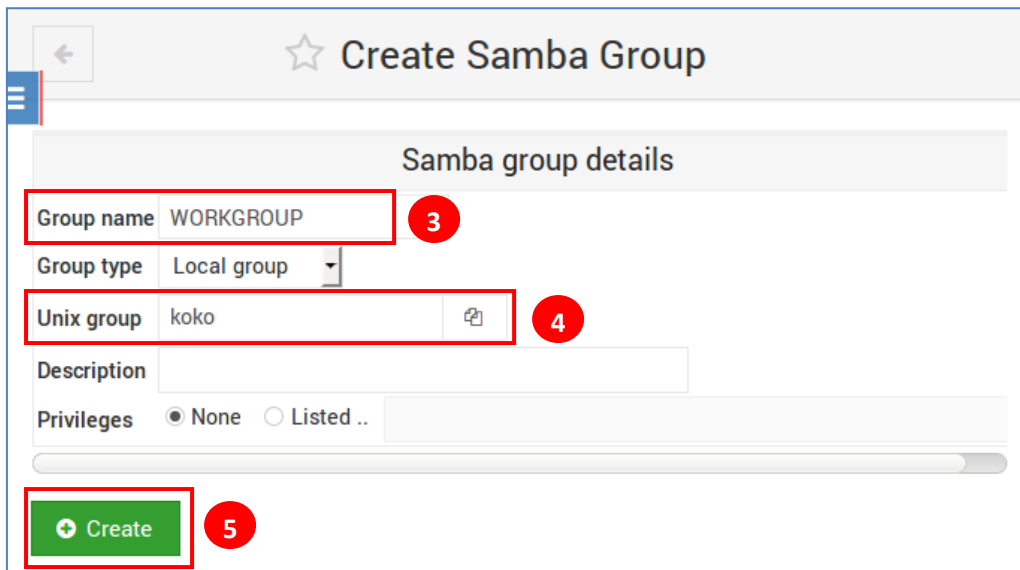 Create Samba Group
Samba group details
Group name WORKGROUP 3
Group type Local group
Unix group koko 4
Description
Privileges None Listed ..
Create 5